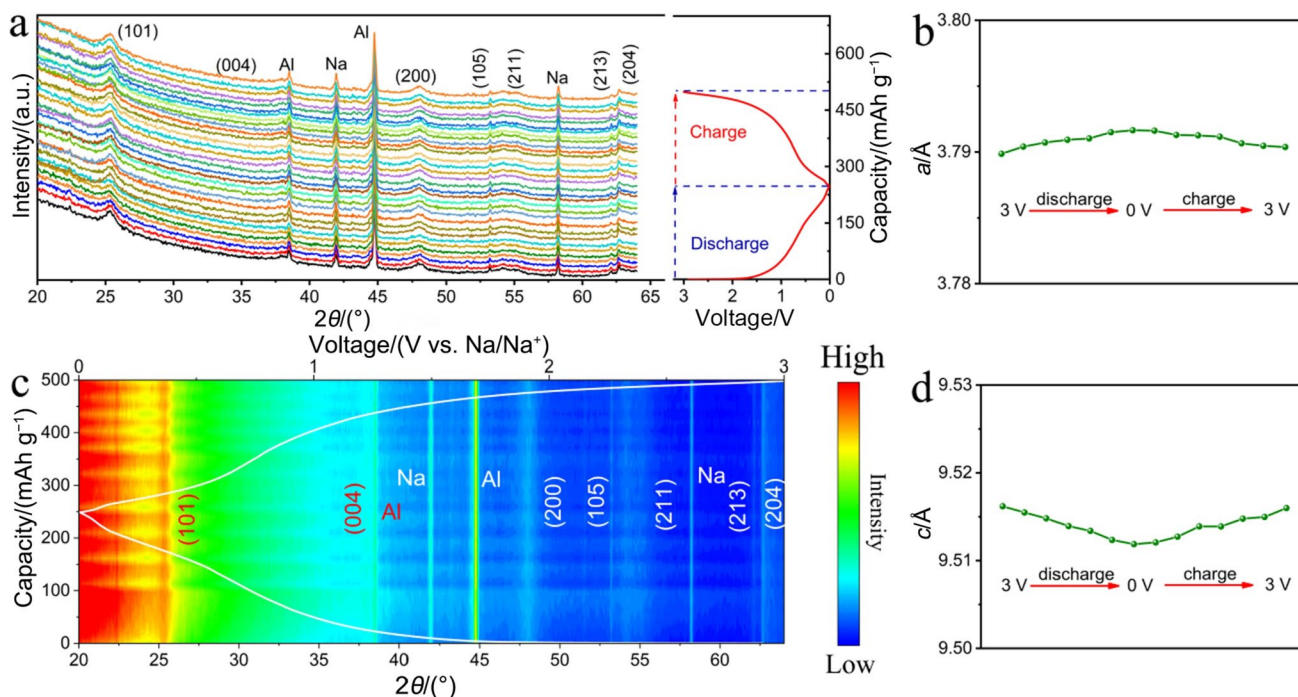 a
(101)
(004)
Al
Na
Al
(200)
(105)
(211)
Na
(213)
(204)
Intensity/(a.u.)
20 25 30 35 40 45 50 55 60 65
2θ/(°)
Charge
Discharge
600
450
300
150
0
Capacity/(mAh g⁻¹)
3 2 1 0
Voltage/V
b
3.80
3.79
3.78
a/Å
discharge charge
3 V 0 V 3 V
Voltage/(V vs. Na/Na⁺)
0 1 2 3
c
500
400
300
200
100
0
Capacity/(mAh g⁻¹)
(101)
(004)
Al
Na
Al
(200)
(105)
(211)
Na
(213)
(204)
20 25 30 35 40 45 50 55 60
2θ/(°)
High
Intensity
Low
d
9.53
9.52
9.51
9.50
c/Å
discharge charge
3 V 0 V 3 V